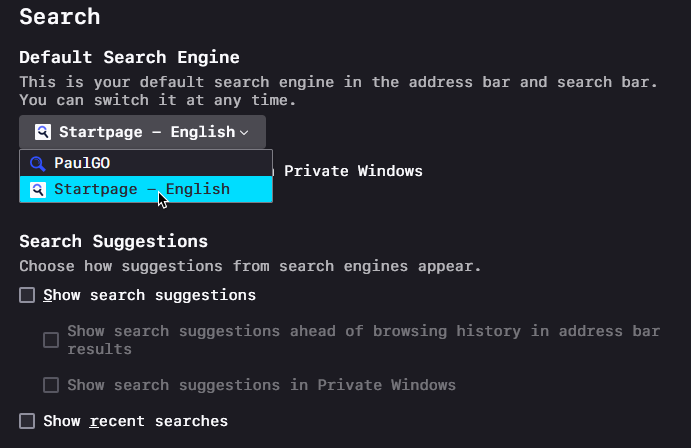 Search
Default Search Engine
This is your default search engine in the address bar and search bar.
You can switch it at any time.
Startpage – English
PaulGO
Private Windows
Startpage – English
Search Suggestions
Choose how suggestions from search engines appear.
Show search suggestions
Show search suggestions ahead of browsing history in address bar
results
Show search suggestions in Private Windows
Show recent searches